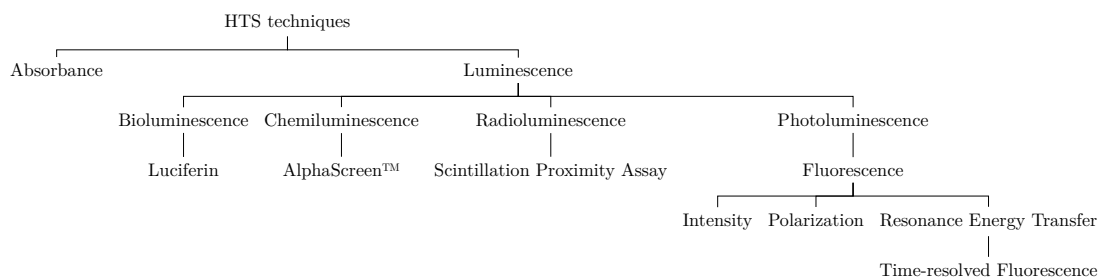 HTS techniques
Absorbance Luminescence
Bioluminescence Chemiluminescence Radioluminescence Photoluminescence
Luciferin AlphaScreen™ Scintillation Proximity Assay Fluorescence
Intensity Polarization Resonance Energy Transfer
Time-resolved Fluorescence